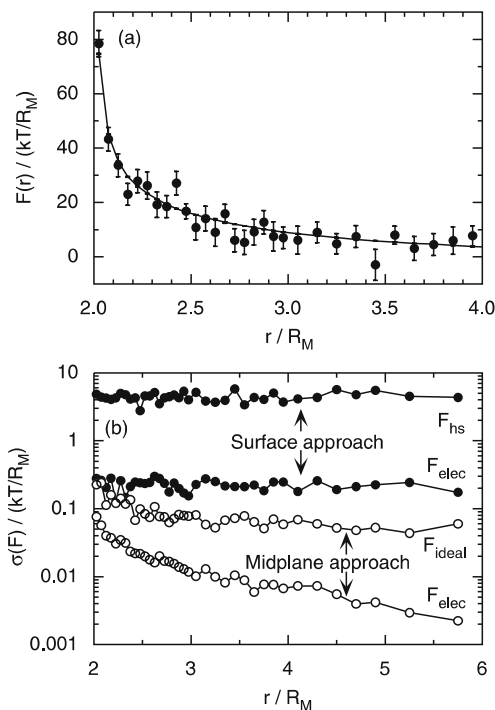 (a)
80
60
40
20
0
F(r) / (kT/R_M)
2.0 2.5 3.0 3.5 4.0
r / R_M
10
1
0.1
0.01
0.001
σ(F) / (kT/R_M)
(b)
F_hs
Surface approach
F_elec
F_ideal
Midplane approach
F_elec
2 3 4 5 6
r / R_M